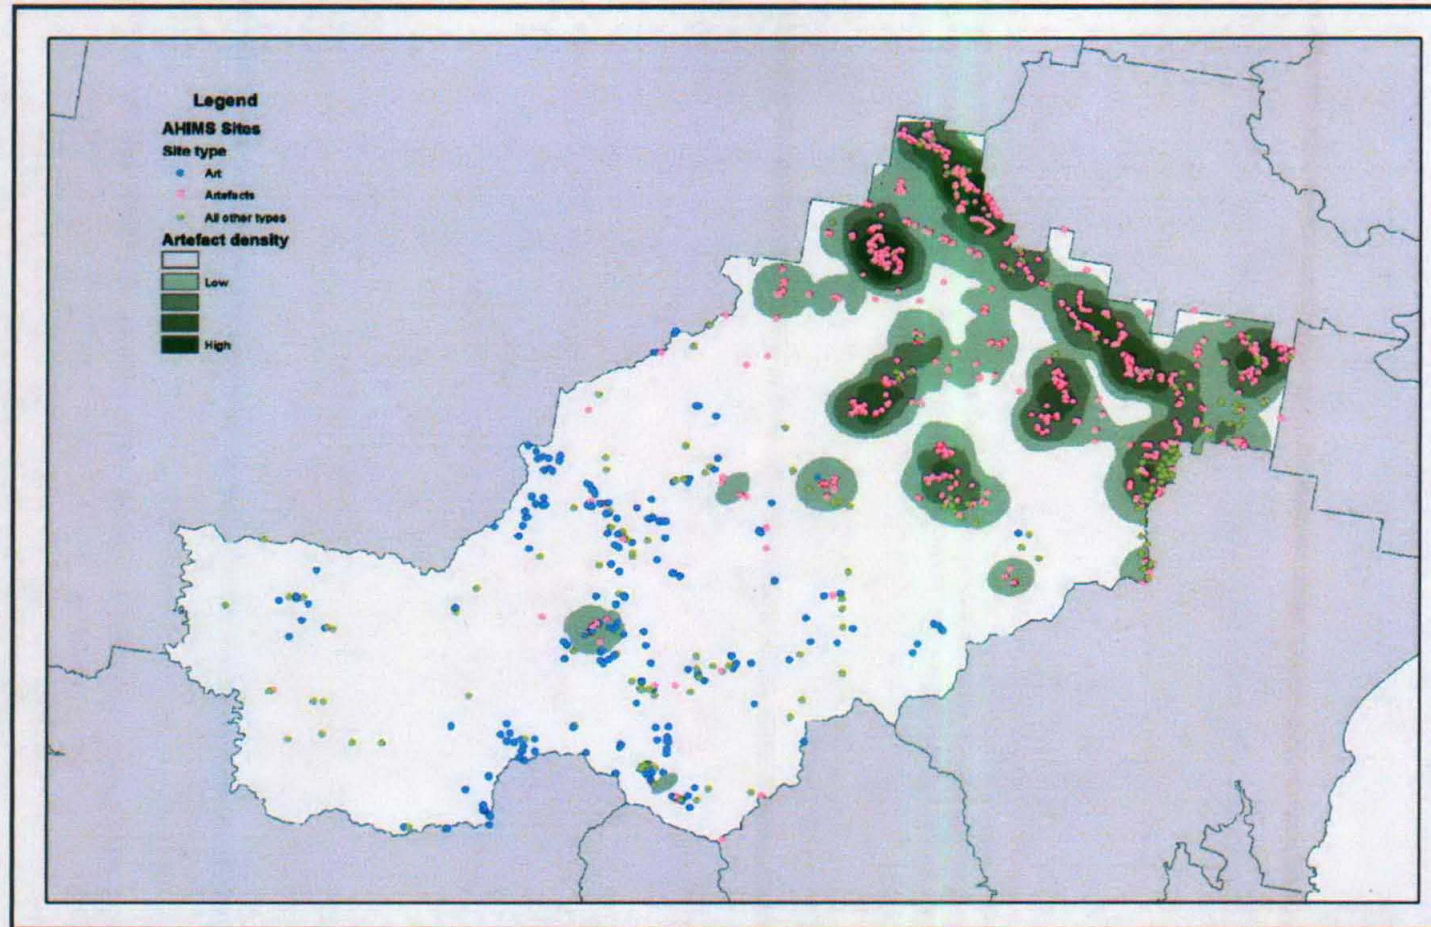 Legend
AHIMS Sites
Site type
Art
Artefacts
All other types
Artefact density
Low
High